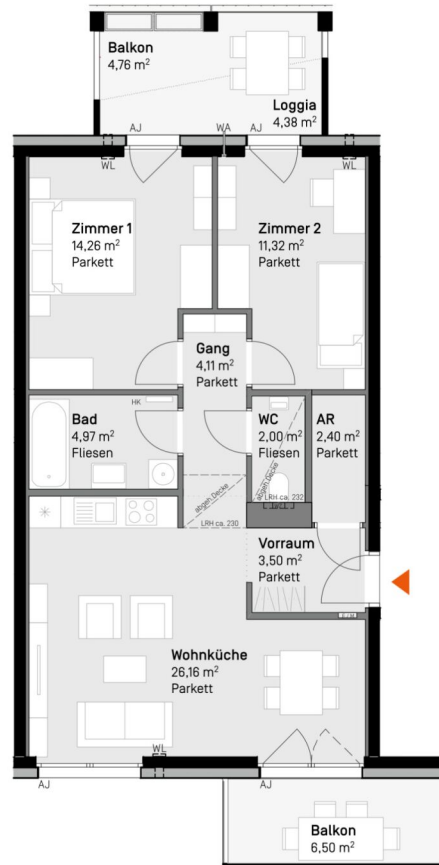 Balkon
4,76 m²
Loggia
4,38 m²
AJ
WA
AJ
WL
WL
Zimmer 1
14,26 m²
Parkett
Zimmer 2
11,32 m²
Parkett
Gang
4,11 m²
Parkett
HK
Bad
4,97 m²
Fliesen
WC
2,00 m²
Fliesen
AR
2,40 m²
Parkett
abgeh. Decke
abgeh. Decke
LRH ca. 232
LRH ca. 230
Vorraum
3,50 m²
Parkett
Wohnküche
26,16 m²
Parkett
WL
AJ
AJ
Balkon
6,50 m²